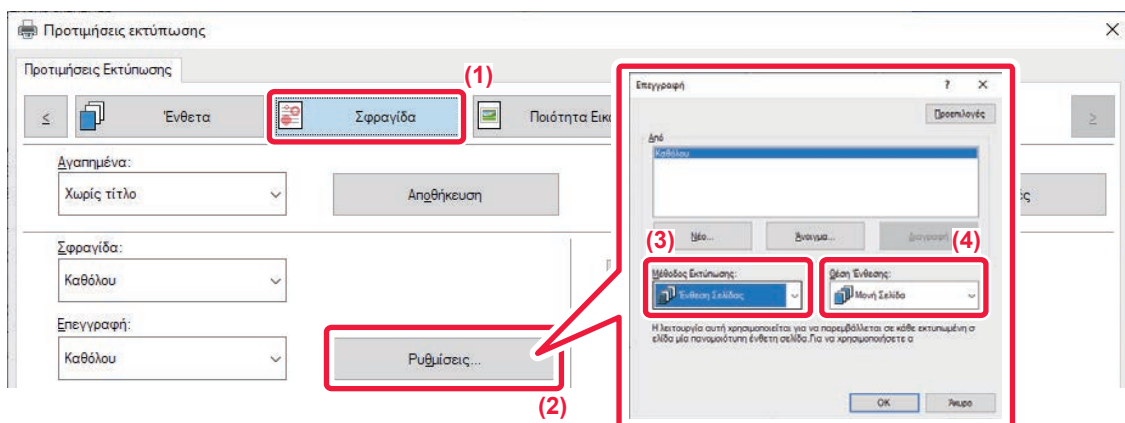 Προτιμήσεις εκτύπωσης
Προτιμήσεις Εκτύπωσης
(1)
Ένθετα
Σφραγίδα
Ποιότητα Εικ
Αγαπημένα:
Χωρίς τίτλο
Αποθήκευση
Σφραγίδα:
Καθόλου
Επεγγραφή:
Καθόλου
Ρυθμίσεις...
(2)
Επεγγραφή
?
Προεπιλογές
Από
Καθόλου
Νέο...
Άνοιγμα...
Διαγραφή
(3)
(4)
Μέθοδος Εκτύπωσης:
Θέση Ένθεσης:
Ένθεση Σελίδας
Μονή Σελίδα
Η λειτουργία αυτή χρησιμοποιείται για να παρεμβάλλεται σε κάθε εκτυπωμένη σ
ελίδα μία πανομοιότυπη ένθετη σελίδα.Για να χρησιμοποιήσετε α
OK
Άκυρο